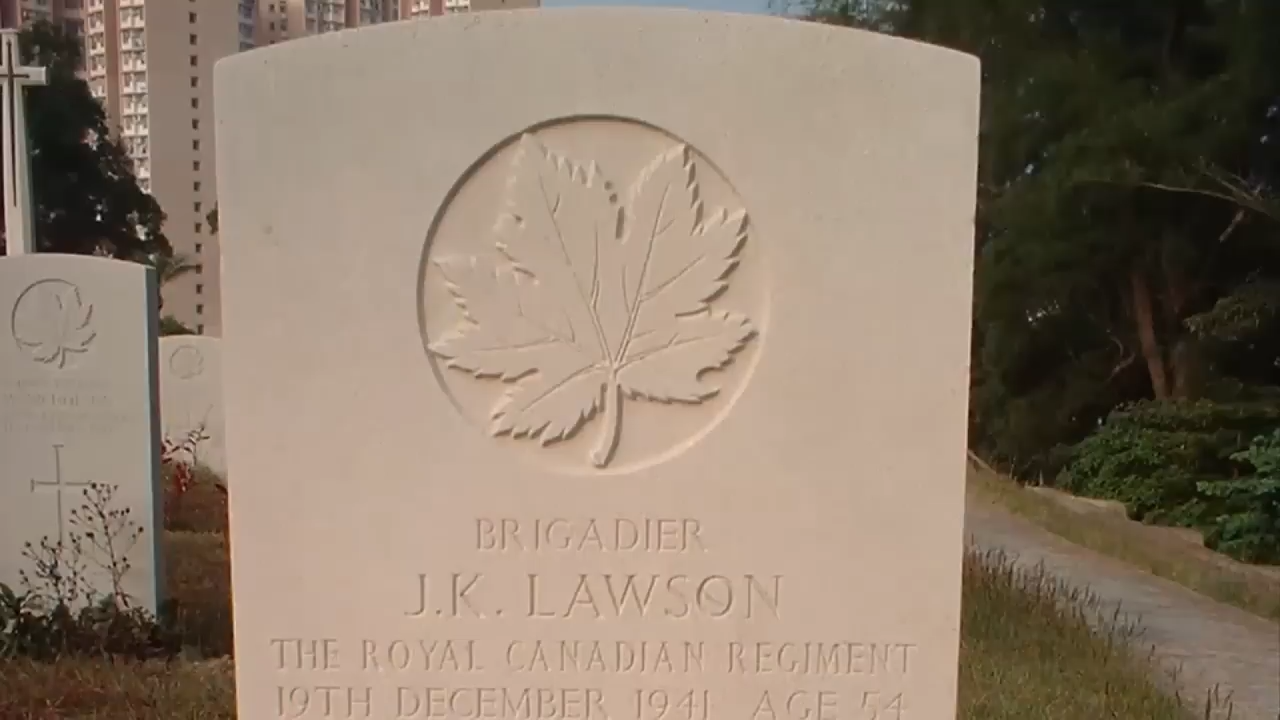 BRIGADIER
J.K. LAWSON
THE ROYAL CANADIAN REGIMENT
19TH DECEMBER 1941 AGE 54